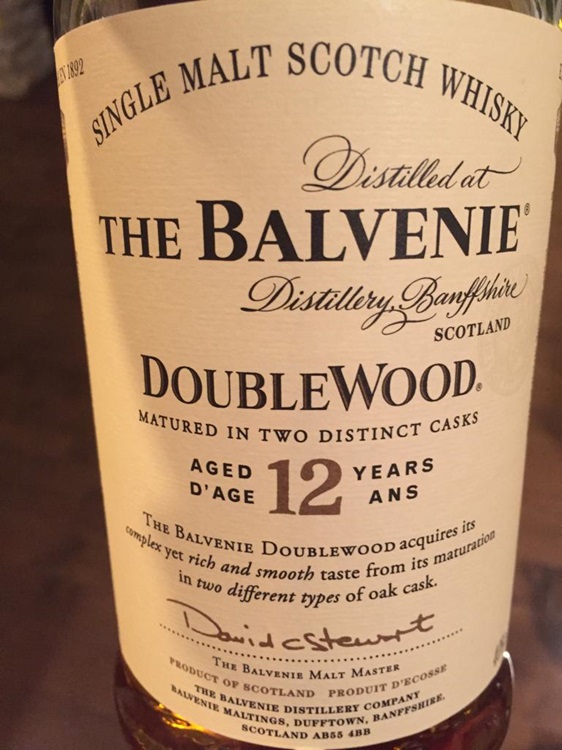 EN 1892
SINGLE MALT SCOTCH WHISKY
Distilled at
THE BALVENIE®
Distillery, Banffshire
SCOTLAND
DOUBLEWOOD®
MATURED IN TWO DISTINCT CASKS
AGED 12 YEARS
D'AGE ANS
THE BALVENIE DOUBLEWOOD acquires its
complex yet rich and smooth taste from its maturation
in two different types of oak cask.
David C Stewart
THE BALVENIE MALT MASTER
PRODUCT OF SCOTLAND PRODUIT D'ECOSSE
THE BALVENIE DISTILLERY COMPANY
BALVENIE MALTINGS, DUFFTOWN, BANFFSHIRE,
SCOTLAND AB55 4BB